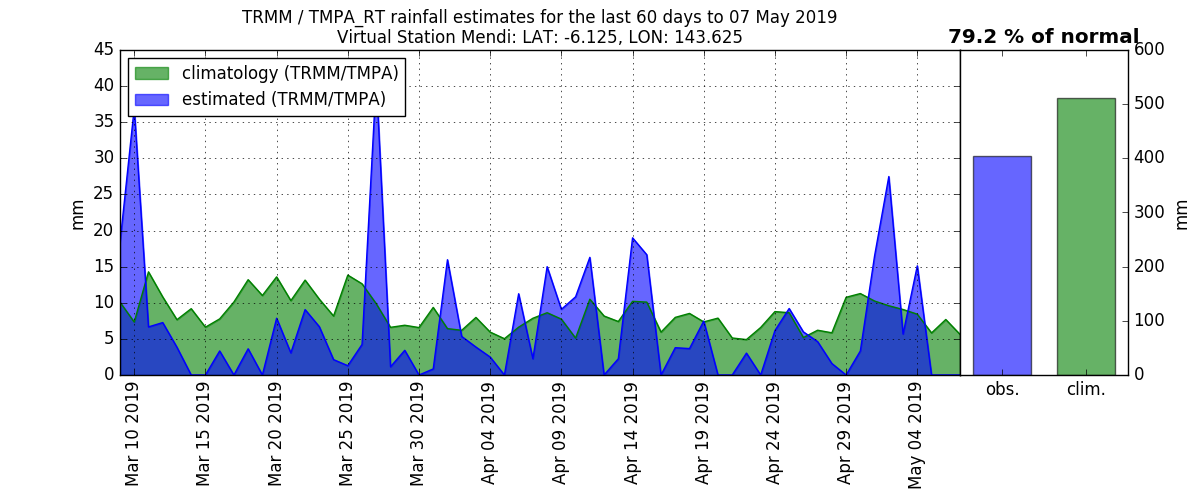 TRMM / TMPA_RT rainfall estimates for the last 60 days to 07 May 2019
Virtual Station Mendi: LAT: -6.125, LON: 143.625
79.2 % of normal
climatology (TRMM/TMPA)
estimated (TRMM/TMPA)
45
40
35
30
25
20
15
10
5
0
mm
Mar 10 2019
Mar 15 2019
Mar 20 2019
Mar 25 2019
Mar 30 2019
Apr 04 2019
Apr 09 2019
Apr 14 2019
Apr 19 2019
Apr 24 2019
Apr 29 2019
May 04 2019
600
500
400
300
200
100
0
mm
obs.
clim.